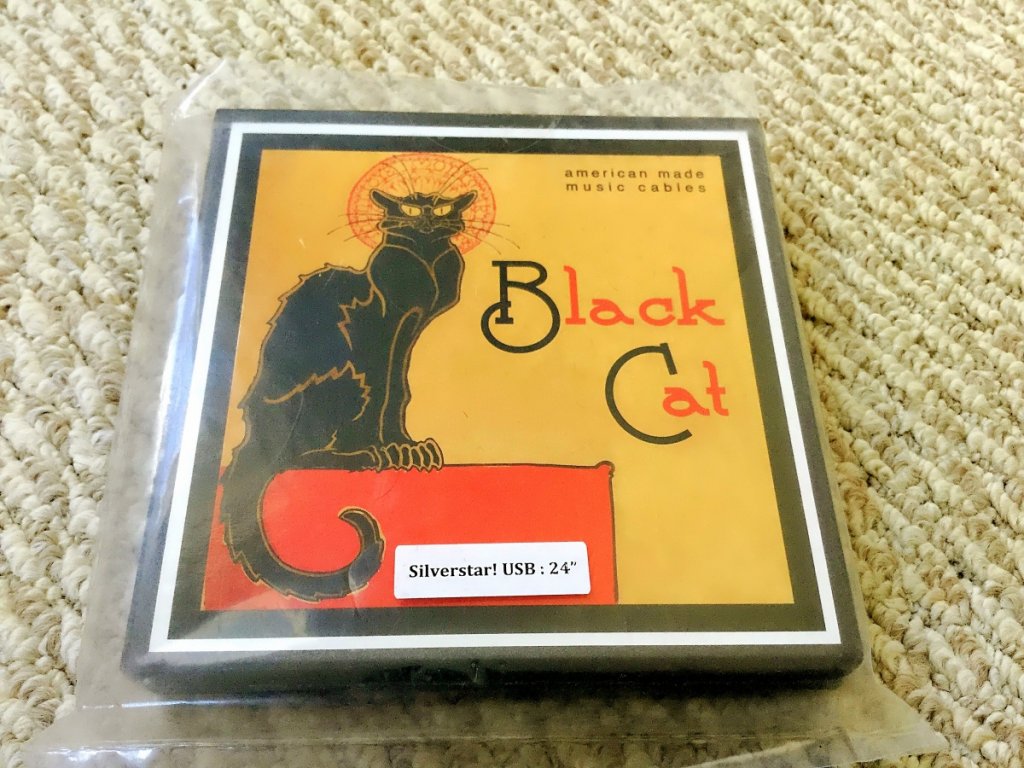 american made
music cables
Black
Cat
Silverstar! USB : 24"